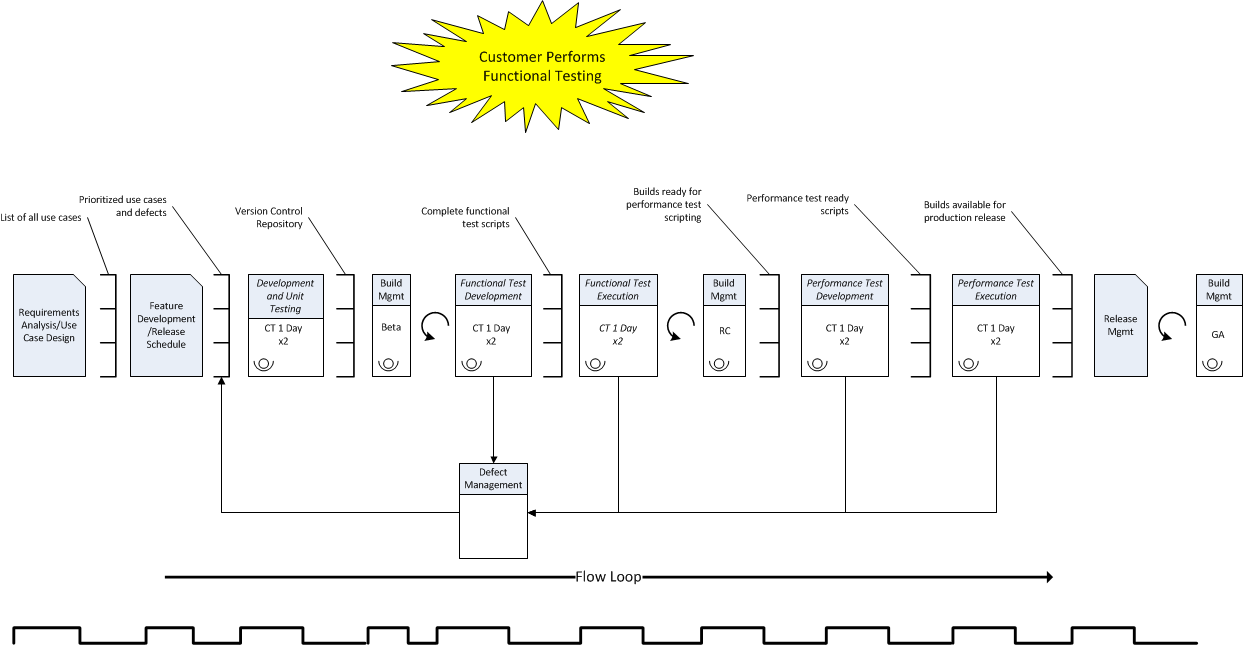 Customer Performs
Functional Testing
List of all use cases
Prioritized use cases
and defects
Version Control
Repository
Complete functional
test scripts
Builds ready for
performance test
scripting
Performance test ready
scripts
Builds available for
production release
Requirements
Analysis/Use
Case Design
Feature
Development
/Release
Schedule
Development
and Unit
Testing
CT 1 Day
x2
Build
Mgmt
Beta
Functional Test
Development
CT 1 Day
x2
Functional Test
Execution
CT 1 Day
x2
Build
Mgmt
RC
Performance Test
Development
CT 1 Day
x2
Performance Test
Execution
CT 1 Day
x2
Release
Mgmt
Build
Mgmt
GA
Defect
Management
Flow Loop